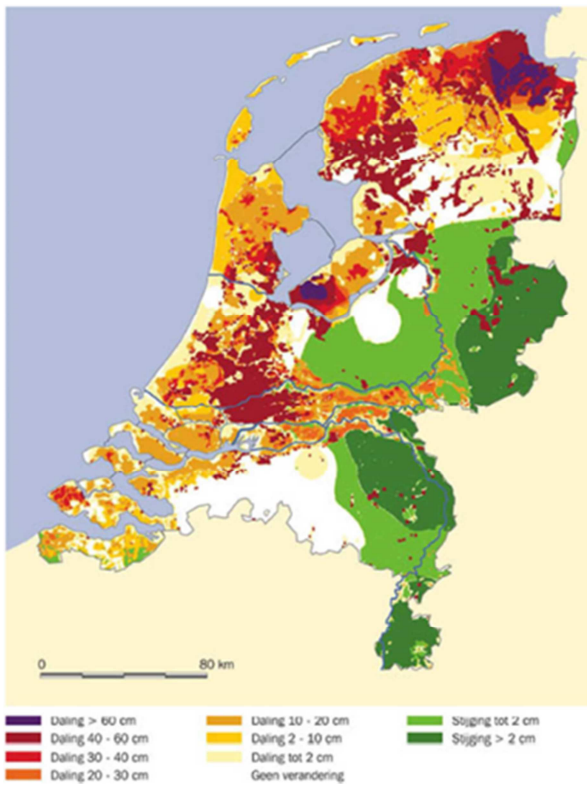 0 80 km
Daling > 60 cm
Daling 40 - 60 cm
Daling 30 - 40 cm
Daling 20 - 30 cm
Daling 10 - 20 cm
Daling 2 - 10 cm
Daling tot 2 cm
Geen verandering
Stijging tot 2 cm
Stijging > 2 cm